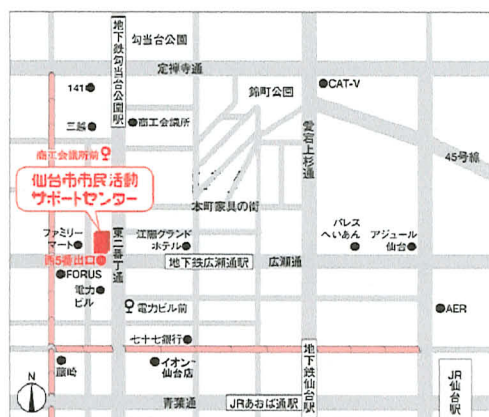 勾当台公園
地下鉄勾当台公園駅
定禅寺通
141
鈴町公園
CAT-V
三越
商工会議所
愛宕上杉通
商工会議所前
45号線
仙台市市民活動
サポートセンター
本町家具の街
ファミリー
マート
東二番丁通
江陽グランド
ホテル
パレス
へいあん
アジュール
仙台
西5番出口
地下鉄広瀬通駅
広瀬通
FORUS
電力
ビル
電力ビル前
AER
七十七銀行
N
藤崎
イオン
仙台店
地下鉄仙台駅
JR仙台駅
青葉通
JRあおば通駅